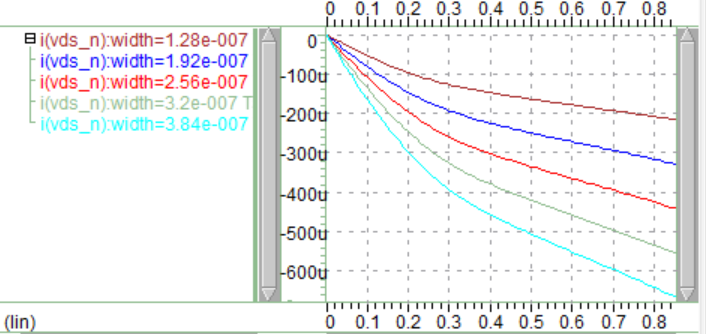 0 0.1 0.2 0.3 0.4 0.5 0.6 0.7 0.8
i(vds_n):width=1.28e-007
i(vds_n):width=1.92e-007
i(vds_n):width=2.56e-007
i(vds_n):width=3.2e-007 T
i(vds_n):width=3.84e-007
0
-100u
-200u
-300u
-400u
-500u
-600u
(lin)
0 0.1 0.2 0.3 0.4 0.5 0.6 0.7 0.8